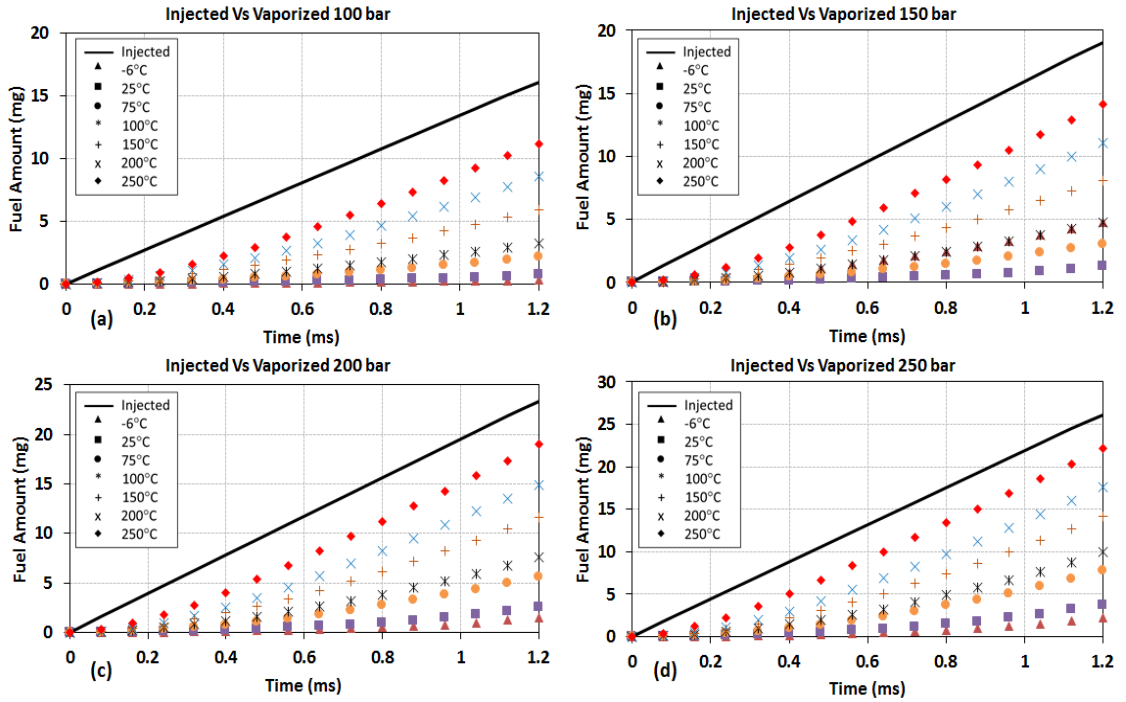 Injected Vs Vaporized 100 bar
Fuel Amount (mg)
20
15
10
5
0
Injected
-6°C
25°C
75°C
100°C
150°C
200°C
250°C
0 0.2 0.4 0.6 0.8 1 1.2
(a)
Time (ms)
Injected Vs Vaporized 150 bar
Fuel Amount (mg)
20
15
10
5
0
Injected
-6°C
25°C
75°C
100°C
150°C
200°C
250°C
0 0.2 0.4 0.6 0.8 1 1.2
(b)
Time (ms)
Injected Vs Vaporized 200 bar
Fuel Amount (mg)
25
20
15
10
5
0
Injected
-6°C
25°C
75°C
100°C
150°C
200°C
250°C
0 0.2 0.4 0.6 0.8 1 1.2
(c)
Time (ms)
Injected Vs Vaporized 250 bar
Fuel Amount (mg)
30
25
20
15
10
5
0
Injected
-6°C
25°C
75°C
100°C
150°C
200°C
250°C
0 0.2 0.4 0.6 0.8 1 1.2
(d)
Time (ms)